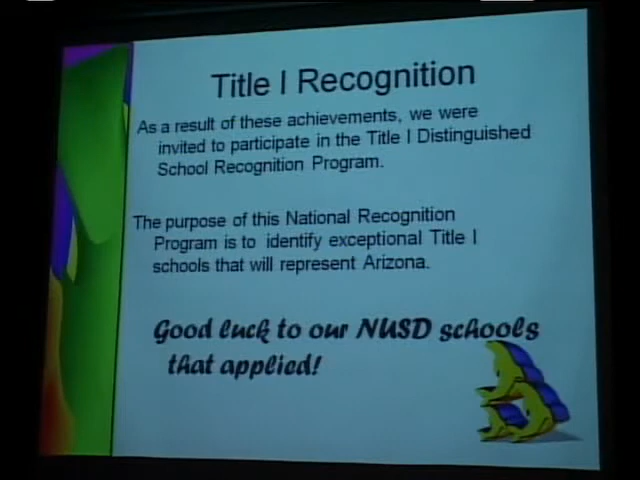 Title I Recognition
As a result of these achievements, we were
invited to participate in the Title I Distinguished
School Recognition Program.
The purpose of this National Recognition
Program is to identify exceptional Title I
schools that will represent Arizona.
Good luck to our NUSD schools
that applied!